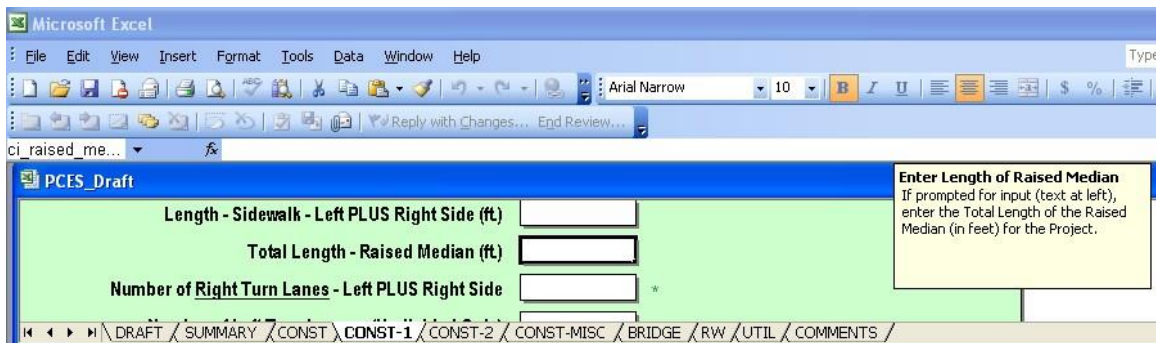 Microsoft Excel
File Edit View Insert Format Tools Data Window Help Type
Arial Narrow 10 B I U $ %
Reply with Changes... End Review...
ci_raised_me... fx
PCES_Draft
Enter Length of Raised Median
If prompted for input (text at left),
enter the Total Length of the Raised
Median (in feet) for the Project.
Length - Sidewalk - Left PLUS Right Side (ft.)
Total Length - Raised Median (ft.)
Number of Right Turn Lanes - Left PLUS Right Side *
DRAFT / SUMMARY / CONST \ CONST-1 / CONST-2 / CONST-MISC / BRIDGE / RW / UTIL / COMMENTS /